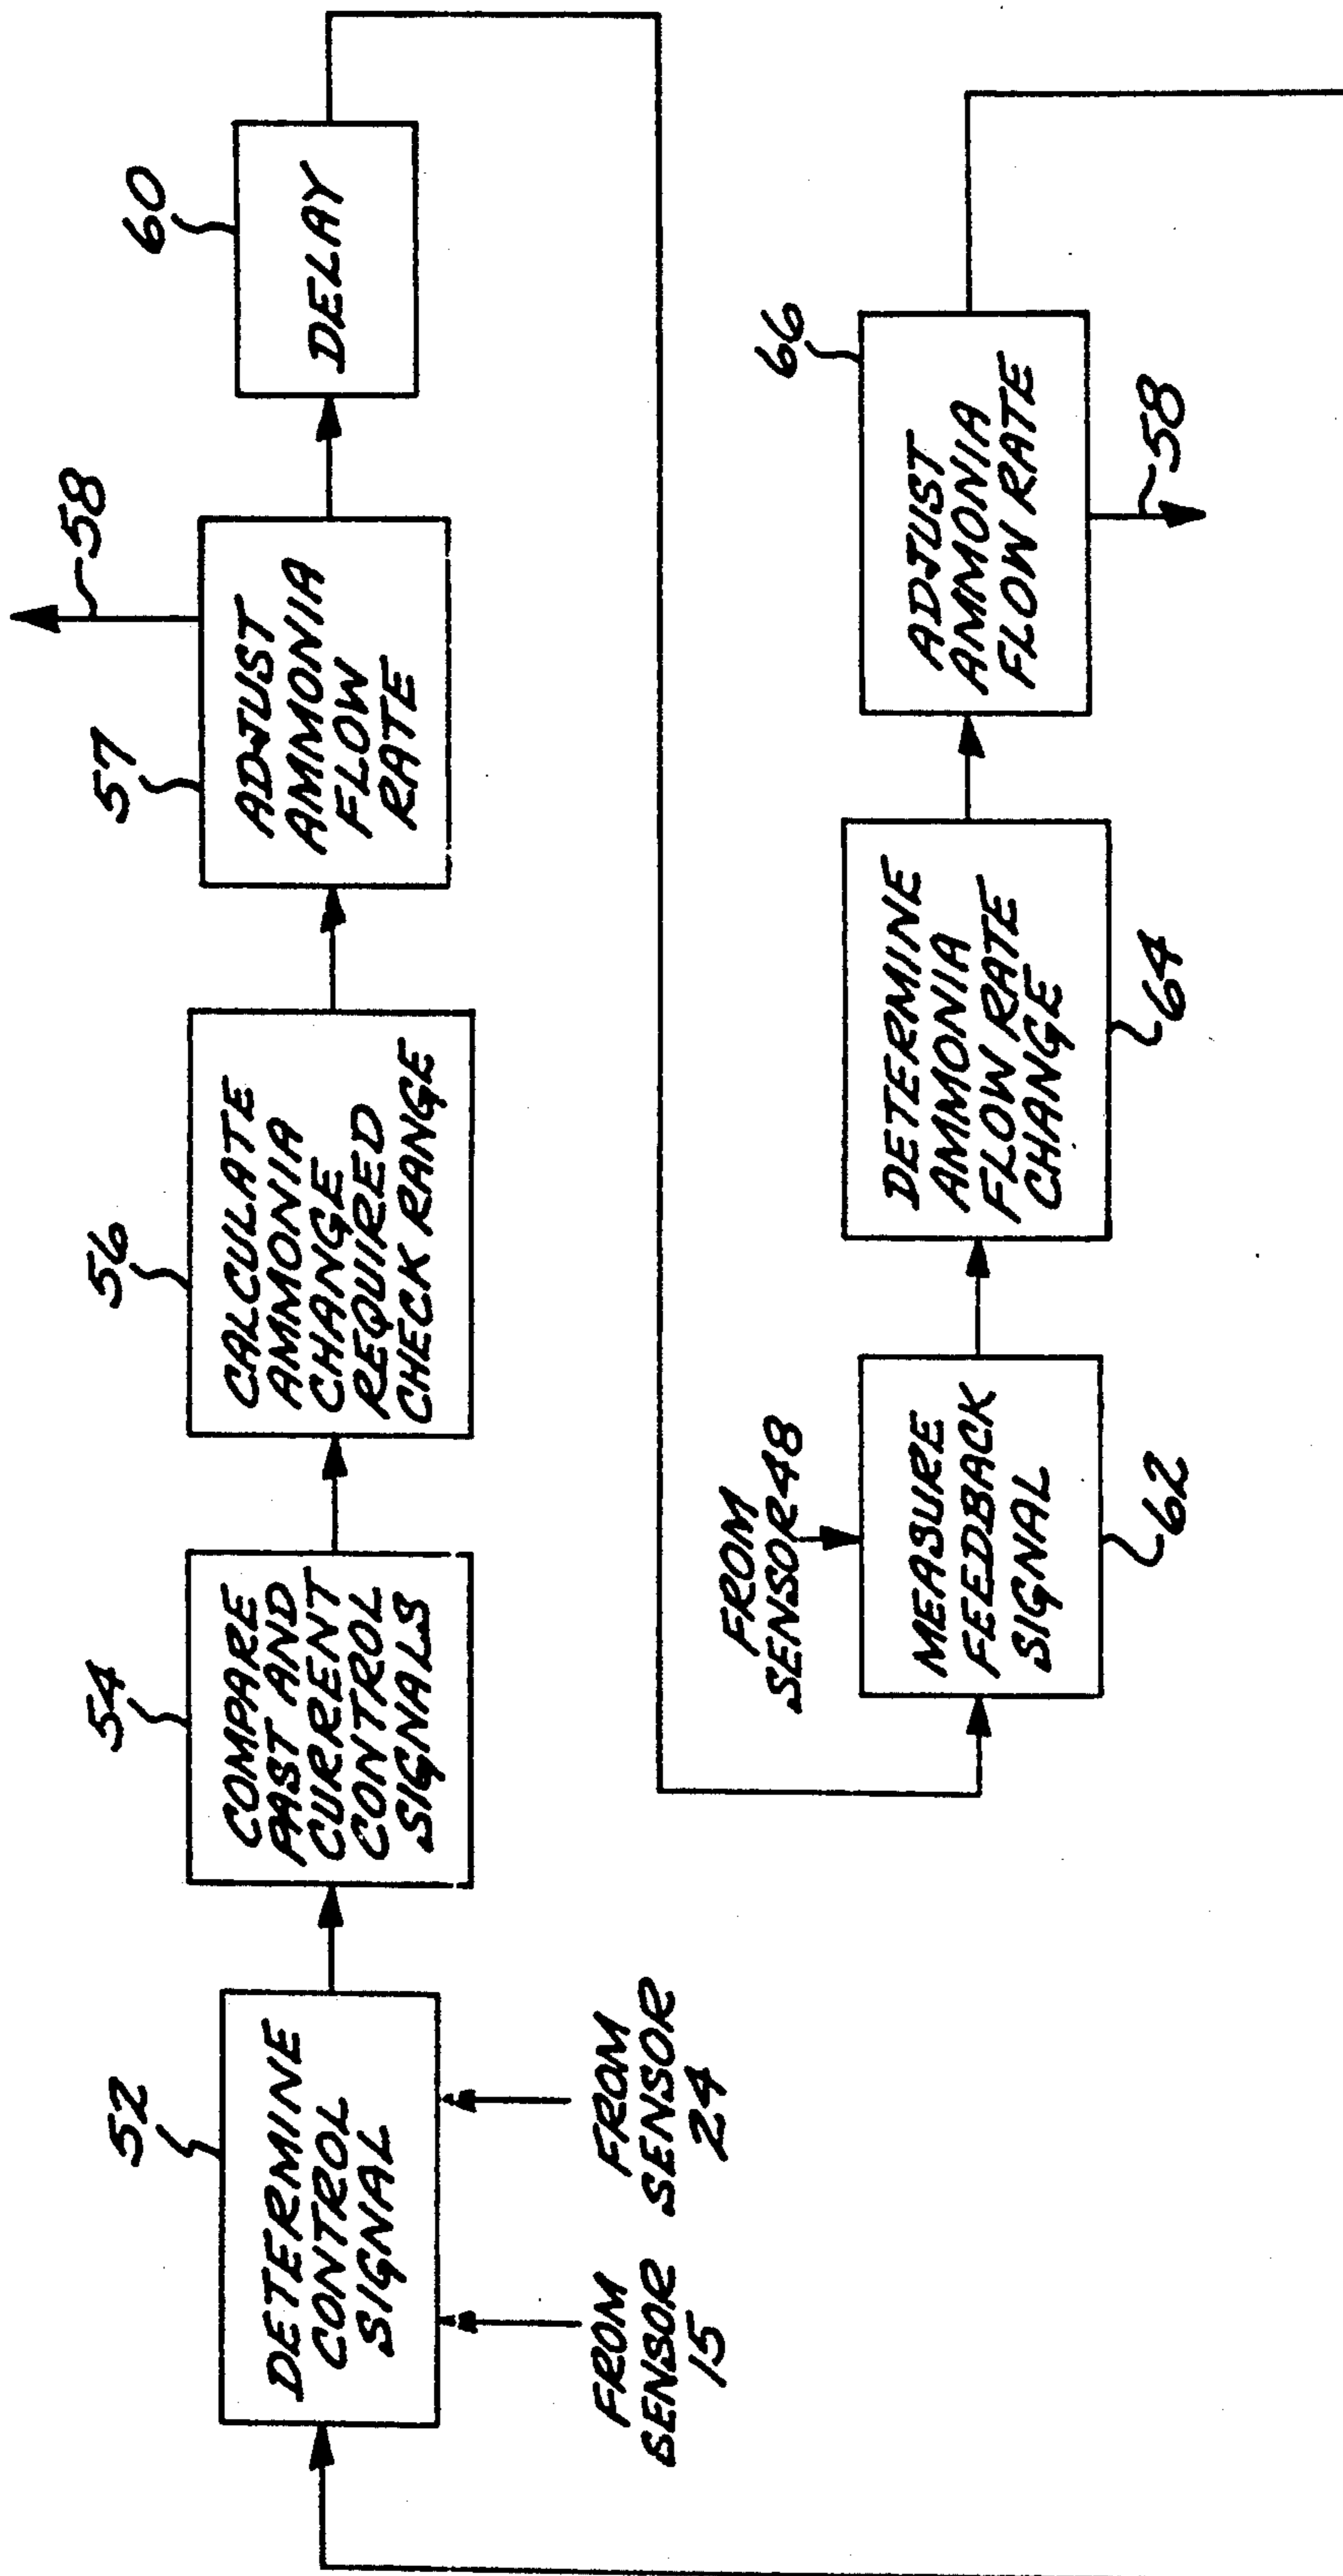 52
DETERMINE
CONTROL
SIGNAL
FROM
SENSOR
15
FROM
SENSOR
24
54
COMPARE
PAST AND
CURRENT
CONTROL
SIGNALS
56
CALCULATE
AMMONIA
CHANGE
REQUIRED
CHECK RANGE
57
ADJUST
AMMONIA
FLOW
RATE
58
60
DELAY
FROM
SENSOR 48
MEASURE
FEEDBACK
SIGNAL
62
DETERMINE
AMMONIA
FLOW RATE
CHANGE
64
66
ADJUST
AMMONIA
FLOW RATE
58